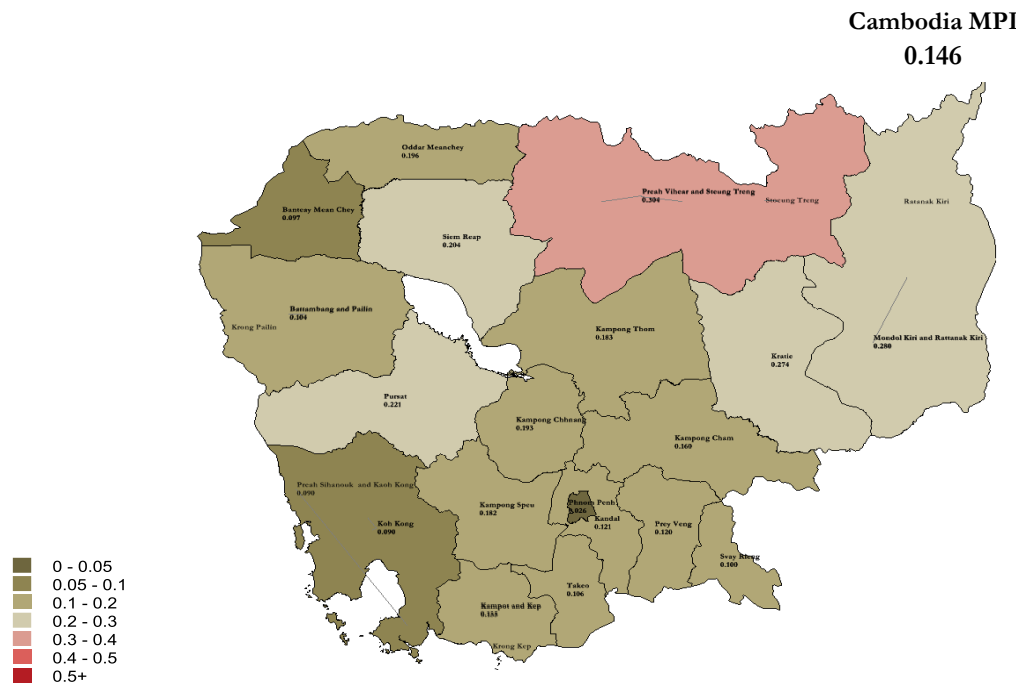 Cambodia MPI
0.146
Oddar Meanchey
0.196
Banteay Mean Chey
0.097
Siem Reap
0.204
Preah Vihear and Steung Treng
0.304
Stoeung Treng
Ratanak Kiri
Battambang and Pailin
0.104
Krong Pailin
Kampong Thom
0.183
Mondul Kiri and Rattanak Kiri
0.280
Kratie
0.274
Pursat
0.221
Kampong Chhnang
0.193
Kampong Cham
0.160
Preah Sihanouk and Kaoh Kong
0.090
Koh Kong
0.090
Kampong Speu
0.182
Phnom Penh
0.026
Kandal
0.121
Prey Veng
0.120
Svay Rieng
0.100
Takeo
0.106
Kampot and Kep
0.155
Krong Kep
0 - 0.05
0.05 - 0.1
0.1 - 0.2
0.2 - 0.3
0.3 - 0.4
0.4 - 0.5
0.5+